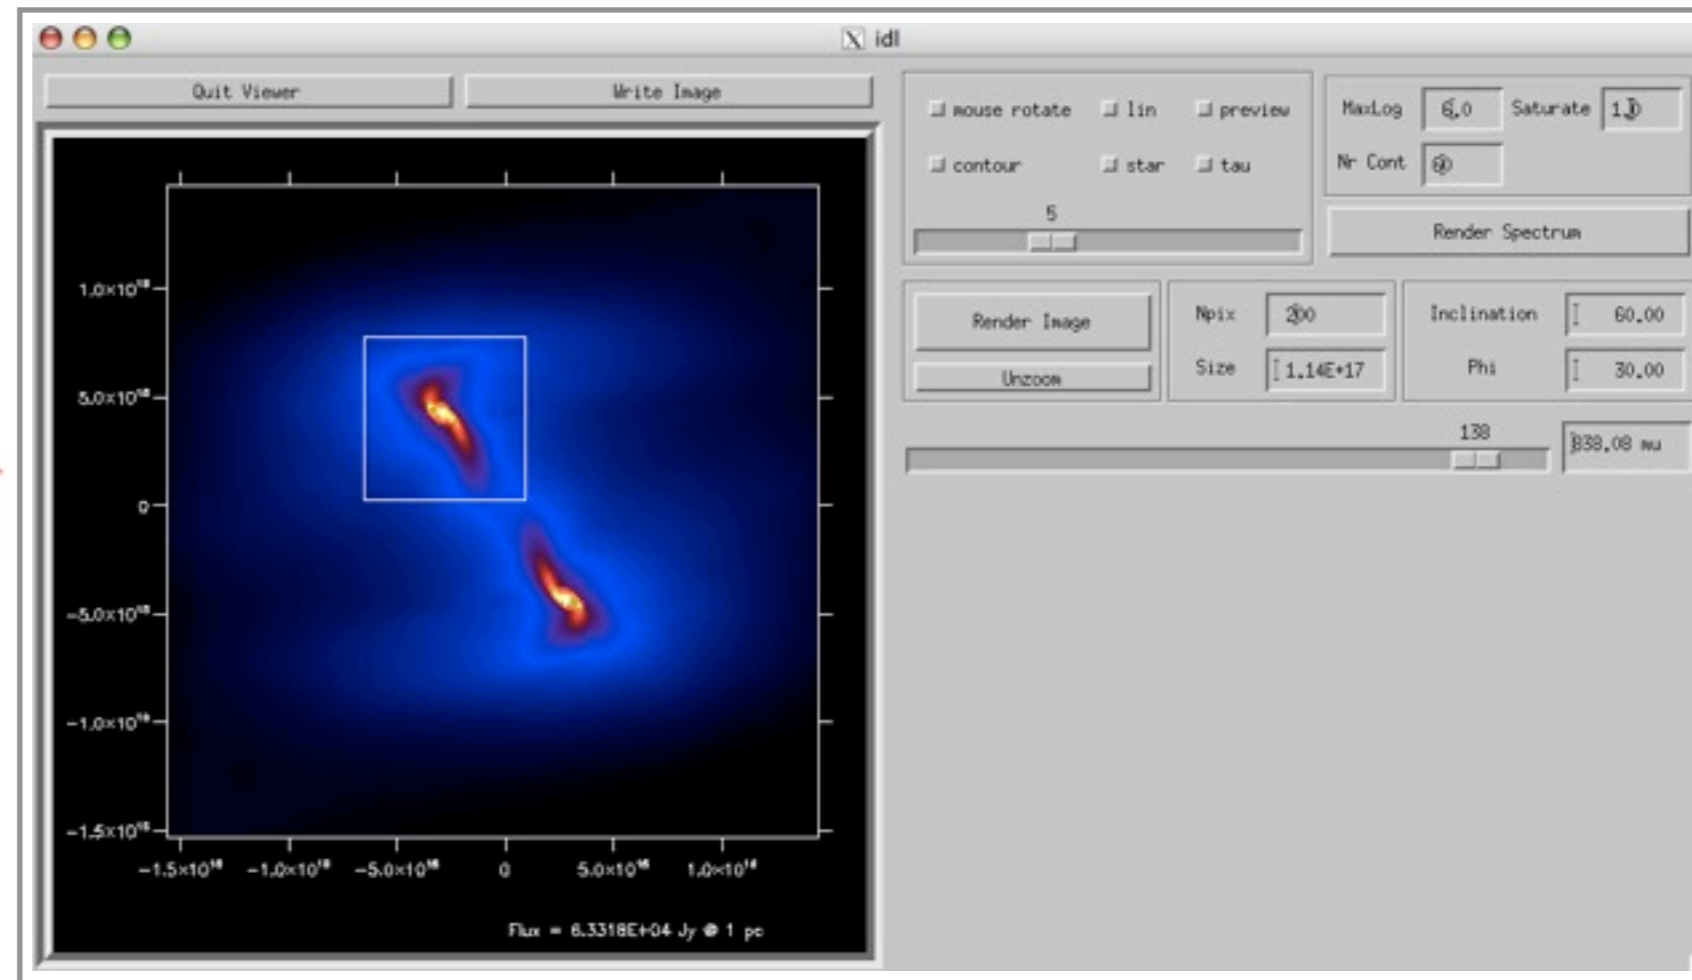 X idl
Quit Viewer
Write Image
mouse rotate
lin
preview
contour
star
tau
5
MaxLog 6.0 Saturate 1.0
Nr Cont 60
Render Spectrum
Render Image
Unzoom
Npix 200
Size 1.14E+17
Inclination 60.00
Phi 30.00
138
838.08 mu
0
0
Flux = 6.3318E+04 Jy @ 1 pc